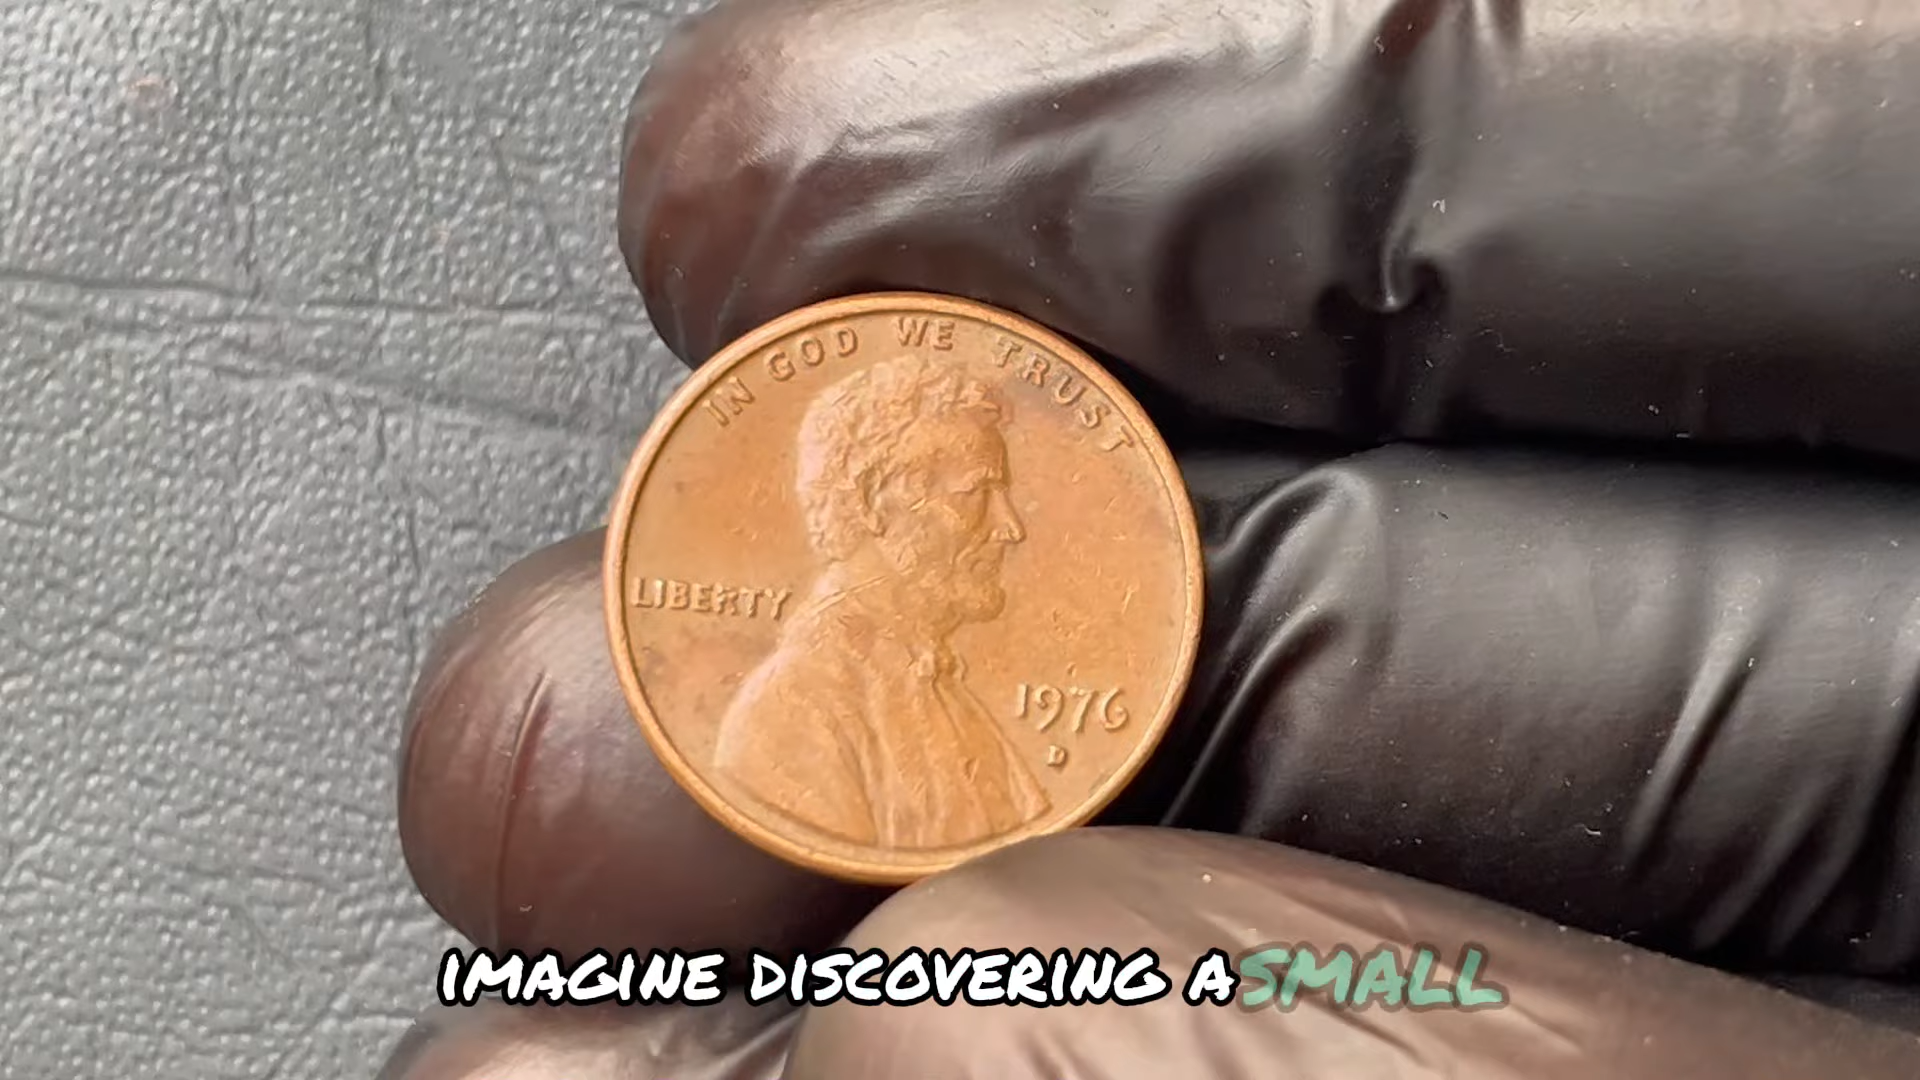 IN GOD WE TRUST
LIBERTY
1976
D
IMAGINE DISCOVERING A SMALL